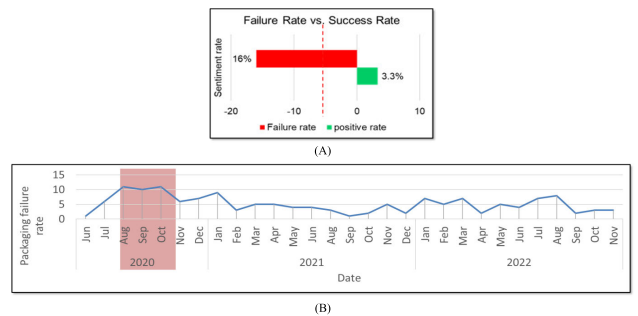 Failure Rate vs. Success Rate
Sentiment rate
16%
3.3%
-20 -10 0 10
Failure rate positive rate
(A)
Packaging failure
rate
15
10
5
0
Jun Jul Aug Sep Oct Nov Dec Jan Feb Mar Apr May Jun Jul Aug Sep Oct Nov Dec Jan Feb Mar Apr May Jun Jul Aug Sep Oct Nov
2020 2021 2022
Date
(B)